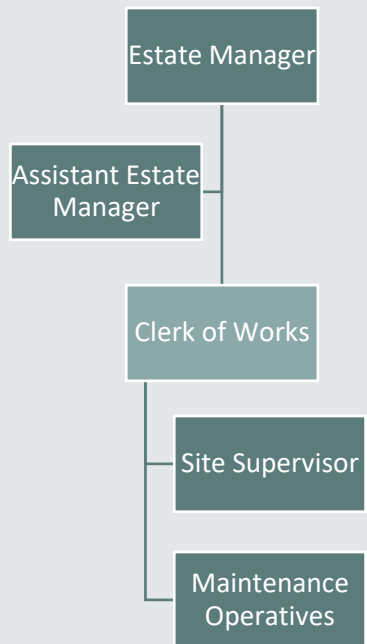 Estate Manager
Assistant Estate
Manager
Clerk of Works
Site Supervisor
Maintenance
Operatives